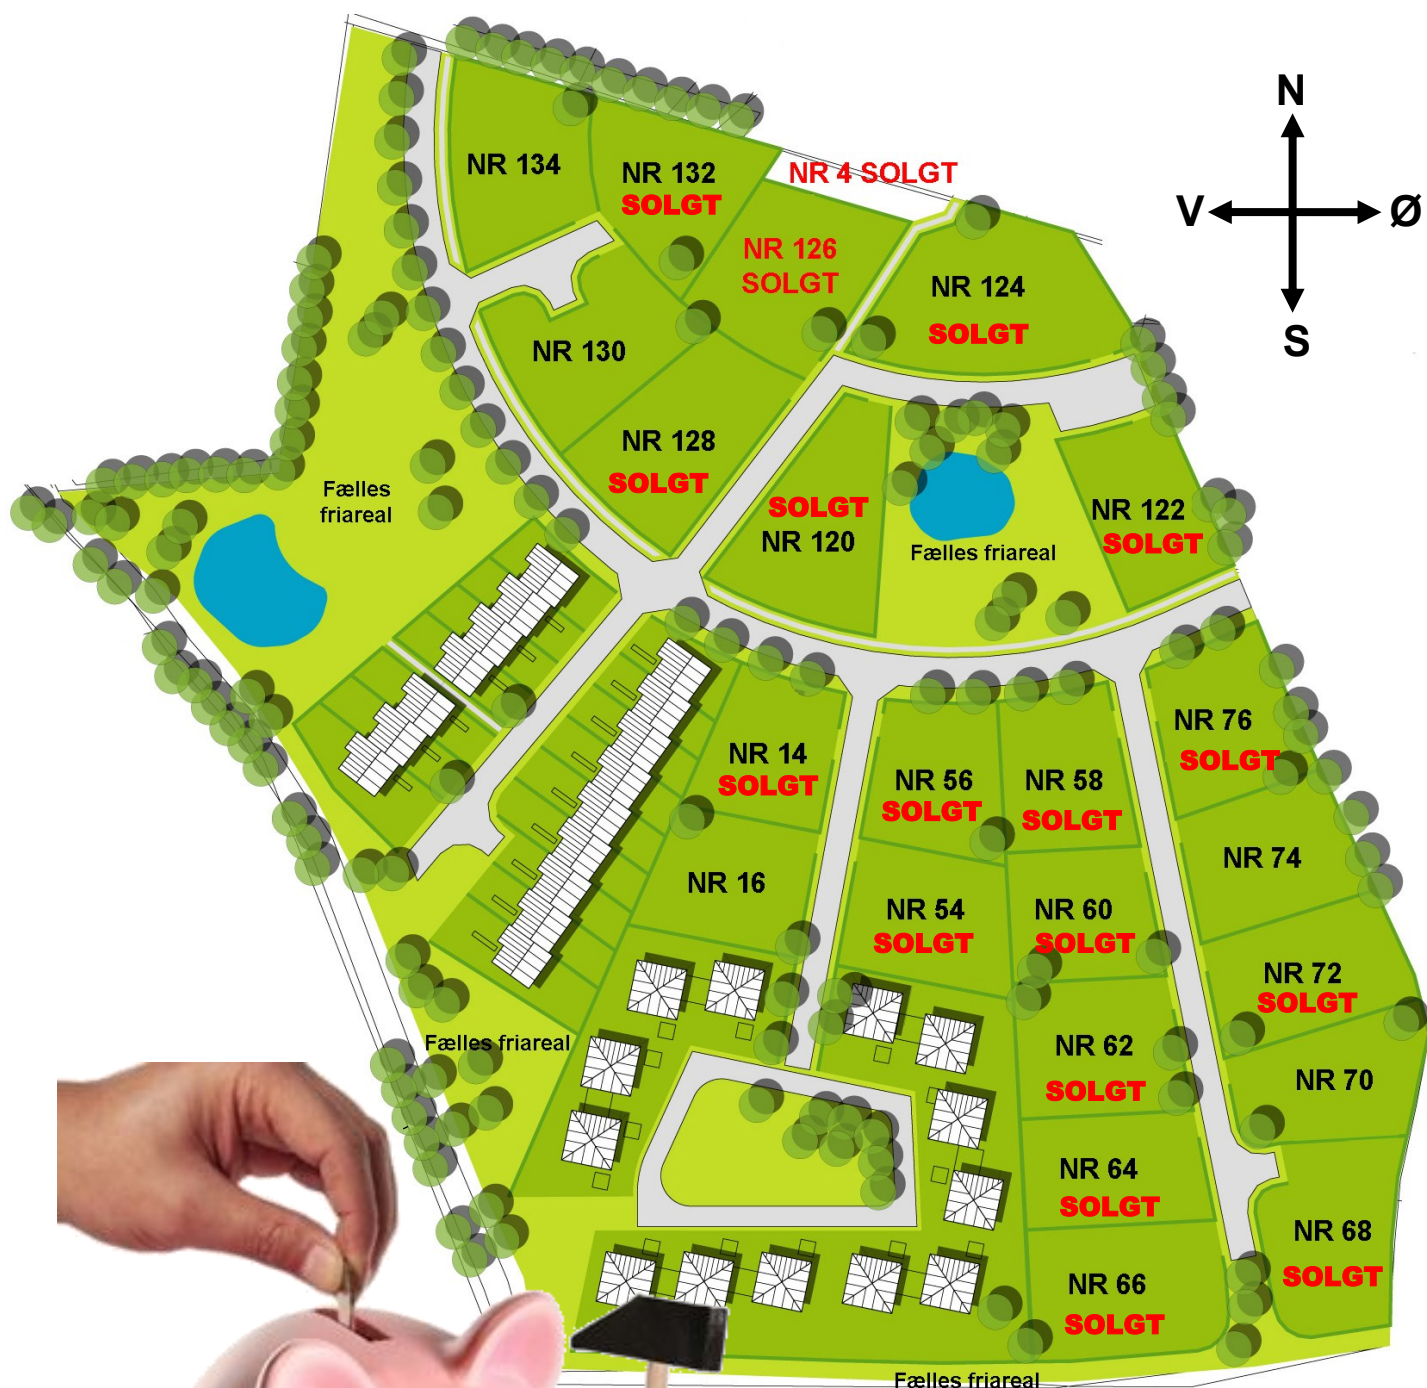 N
V
Ø
S
NR 134
NR 132
SOLGT
NR 4 SOLGT
NR 126
SOLGT
NR 124
SOLGT
NR 130
NR 128
SOLGT
SOLGT
NR 120
Fælles
friareal
Fælles friareal
NR 122
SOLGT
NR 76
SOLGT
NR 14
SOLGT
NR 56
SOLGT
NR 58
SOLGT
NR 74
NR 16
NR 54
SOLGT
NR 60
SOLGT
NR 72
SOLGT
Fælles friareal
NR 62
SOLGT
NR 70
NR 64
SOLGT
NR 68
SOLGT
NR 66
SOLGT
Fælles friareal